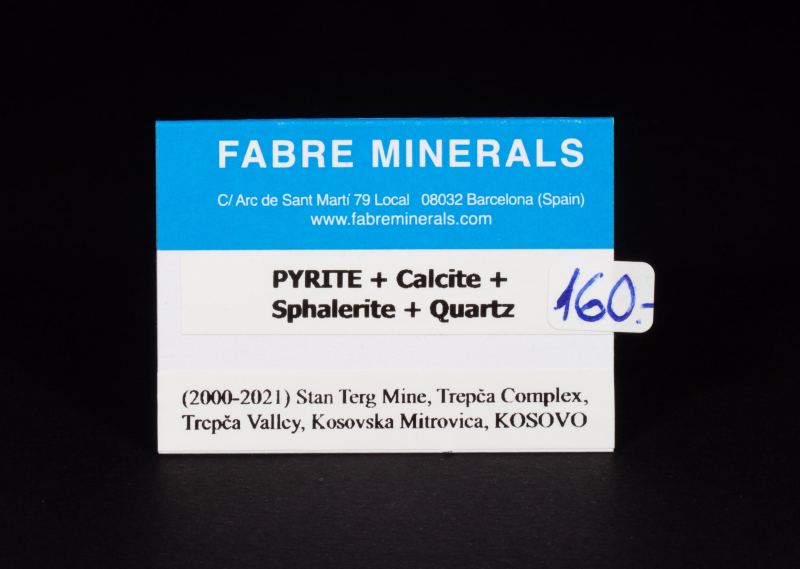 FABRE MINERALS
C/ Arc de Sant Martí 79 Local 08032 Barcelona (Spain)
www.fabreminerals.com
PYRITE + Calcite +
Sphalerite + Quartz
160.-
(2000-2021) Stan Terg Mine, Trepča Complex,
Trepča Valley, Kosovska Mitrovica, KOSOVO